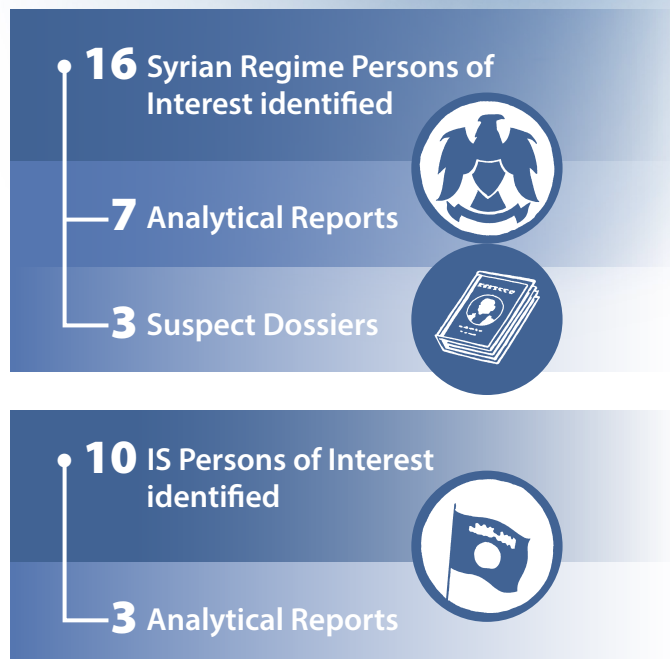 16 Syrian Regime Persons of
Interest identified
7 Analytical Reports
3 Suspect Dossiers
10 IS Persons of Interest
identified
3 Analytical Reports